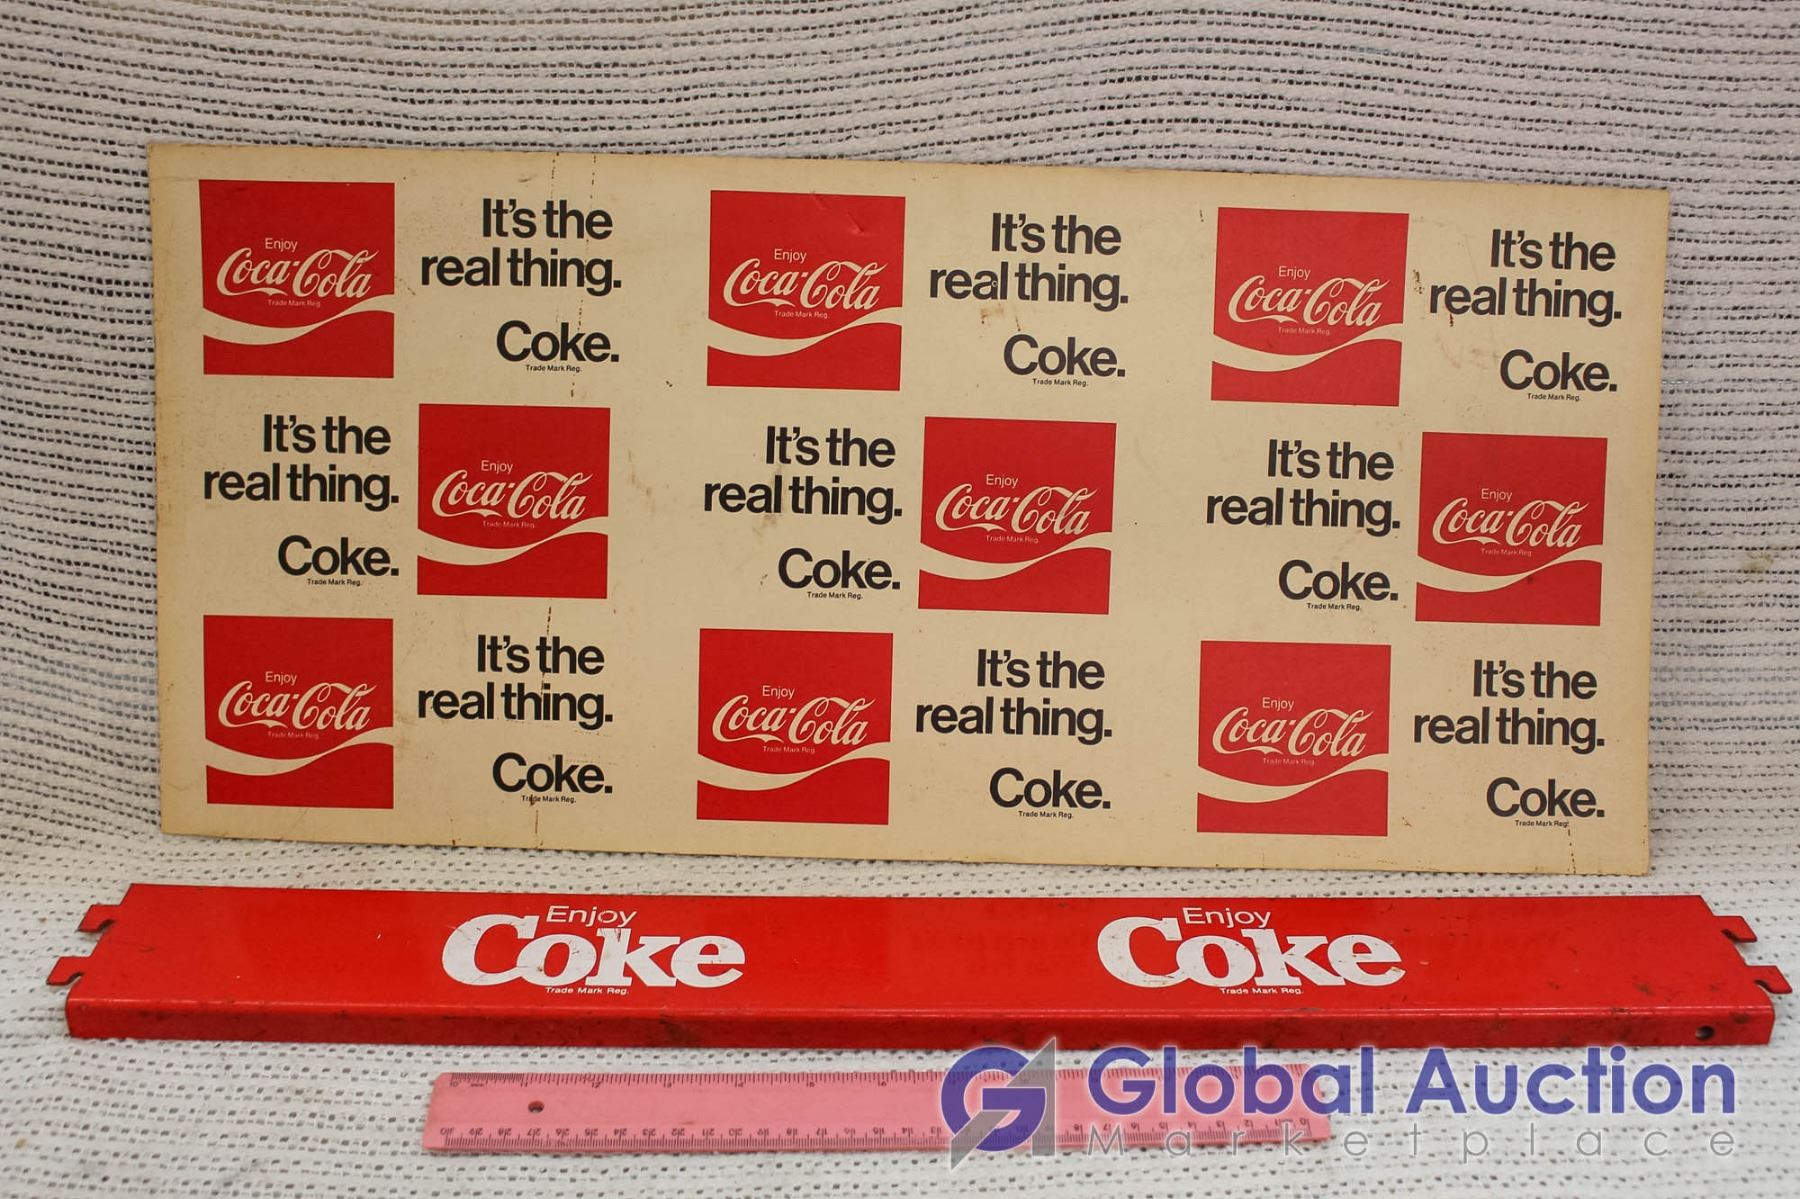 Enjoy
Coca-Cola
Trade Mark Reg.
It's the
real thing.
Coke.
Trade Mark Reg.
Enjoy
Coca-Cola
Trade Mark Reg.
It's the
real thing.
Coke.
Trade Mark Reg.
Enjoy
Coca-Cola
Trade Mark Reg.
It's the
real thing.
Coke.
Trade Mark Reg.
It's the
real thing.
Coke.
Trade Mark Reg.
Enjoy
Coca-Cola
Trade Mark Reg.
It's the
real thing.
Coke.
Trade Mark Reg.
Enjoy
Coca-Cola
Trade Mark Reg.
It's the
real thing.
Coke.
Trade Mark Reg.
Enjoy
Coca-Cola
Trade Mark Reg.
Enjoy
Coca-Cola
Trade Mark Reg.
It's the
real thing.
Coke.
Trade Mark Reg.
Enjoy
Coca-Cola
Trade Mark Reg.
It's the
real thing.
Coke.
Trade Mark Reg.
Enjoy
Coca-Cola
Trade Mark Reg.
It's the
real thing.
Coke.
Trade Mark Reg.
Enjoy
Coke
Trade Mark Reg.
Enjoy
Coke
Trade Mark Reg.
Global Auction
Marketplace